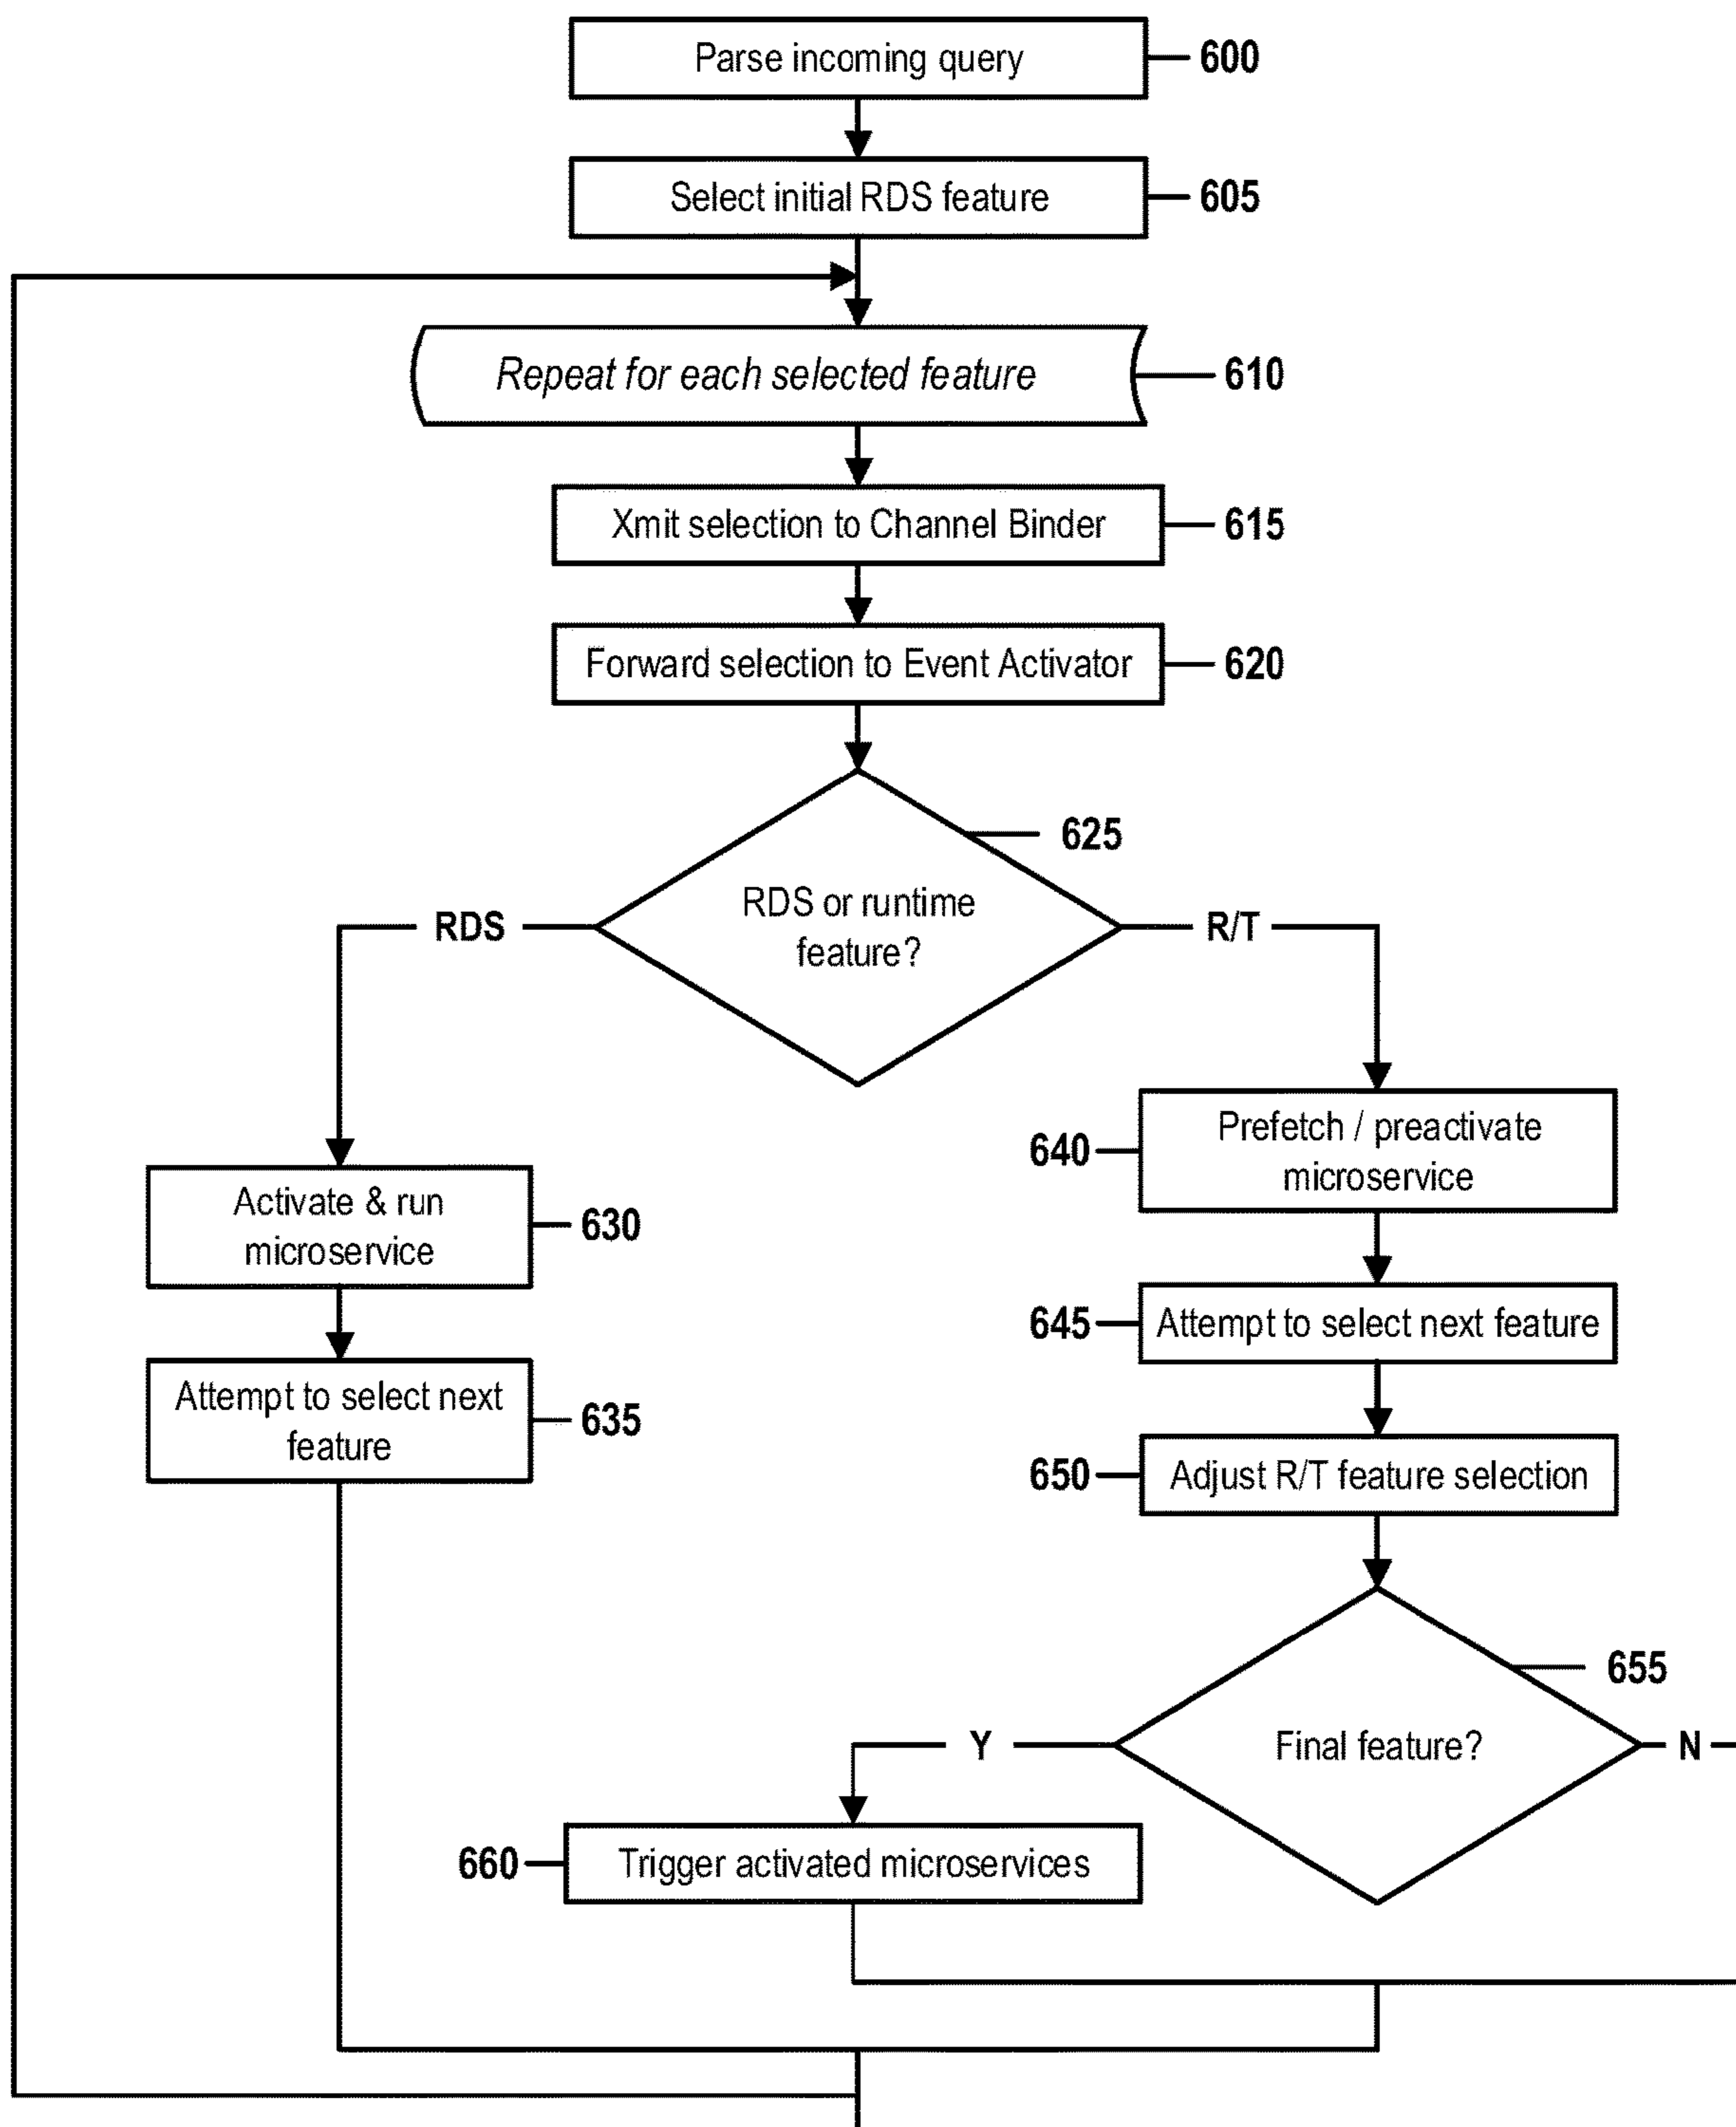 Parse incoming query
600
Select initial RDS feature
605
Repeat for each selected feature
610
Xmit selection to Channel Binder
615
Forward selection to Event Activator
620
625
RDS or runtime
feature?
RDS
R/T
Prefetch / preactivate
microservice
640
Activate & run
microservice
630
645
Attempt to select next feature
Attempt to select next
feature
635
650
Adjust R/T feature selection
655
Final feature?
Y
N
660
Trigger activated microservices